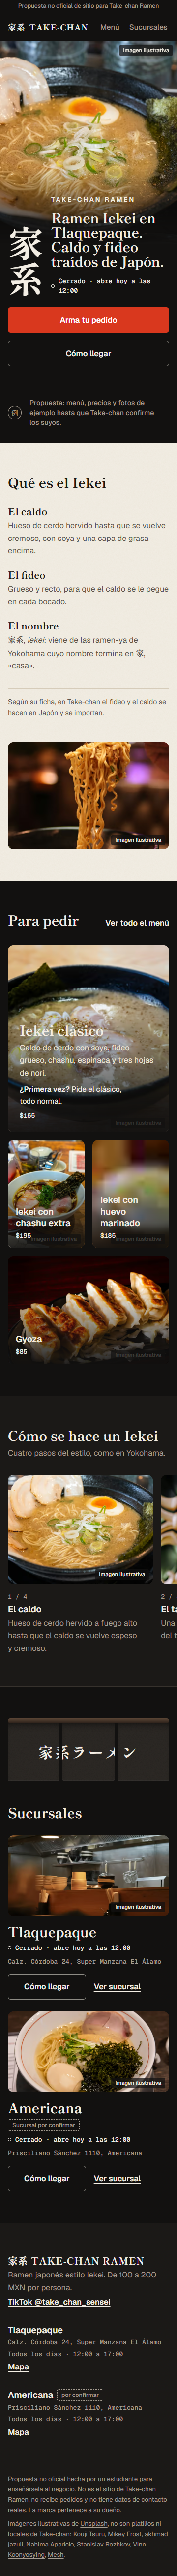 Propuesta no oficial de sitio para Take-chan Ramen
家系 TAKE-CHAN Menú Sucursales
Imagen ilustrativa
TAKE-CHAN RAMEN
家系
Ramen Iekei en
Tlaquepaque.
Caldo y fideo
traídos de Japón.
Cerrado · abre hoy a las
12:00
Arma tu pedido
Cómo llegar
例
Propuesta: menú, precios y fotos de
ejemplo hasta que Take-chan confirme
los suyos.
Qué es el Iekei
El caldo
Hueso de cerdo hervido hasta que se vuelve
cremoso, con soya y una capa de grasa
encima.
El fideo
Grueso y recto, para que el caldo se le pegue
en cada bocado.
El nombre
家系, iekei: viene de las ramen-ya de
Yokohama cuyo nombre termina en 家,
«casa».
Según su ficha, en Take-chan el fideo y el caldo se
hacen en Japón y se importan.
Imagen ilustrativa
Para pedir
Ver todo el menú
Iekei clásico
Caldo de cerdo con soya, fideo
grueso, chashu, espinaca y tres hojas
de nori.
¿Primera vez? Pide el clásico,
todo normal.
$165
Imagen ilustrativa
Iekei con
chashu extra
$195
Imagen ilustrativa
Iekei con
huevo
marinado
$185
Imagen ilustrativa
Gyoza
$85
Imagen ilustrativa
Cómo se hace un Iekei
Cuatro pasos del estilo, como en Yokohama.
Imagen ilustrativa
1 / 4
El caldo
Hueso de cerdo hervido a fuego alto
hasta que el caldo se vuelve espeso
y cremoso.
2 /
El ta
Una
del t
家系ラーメン
Sucursales
Imagen ilustrativa
Tlaquepaque
Cerrado · abre hoy a las 12:00
Calz. Córdoba 24, Super Manzana El Álamo
Cómo llegar
Ver sucursal
Imagen ilustrativa
Americana
Sucursal por confirmar
Cerrado · abre hoy a las 12:00
Prisciliano Sánchez 1110, Americana
Cómo llegar
Ver sucursal
家系 TAKE-CHAN RAMEN
Ramen japonés estilo Iekei. De 100 a 200
MXN por persona.
TikTok @take_chan_sensei
Tlaquepaque
Calz. Córdoba 24, Super Manzana El Álamo
Todos los días · 12:00 a 17:00
Mapa
Americana por confirmar
Prisciliano Sánchez 1110, Americana
Todos los días · 12:00 a 17:00
Mapa
Propuesta no oficial hecha por un estudiante para
enseñársela al negocio. No es el sitio de Take-chan
Ramen, no recibe pedidos y no tiene datos de contacto
reales. La marca pertenece a su dueño.
Imágenes ilustrativas de Unsplash, no son platillos ni
locales de Take-chan: Kouji Tsuru, Mikey Frost, akhmad
jazuli, Nahima Aparicio, Stanislav Rozhkov, Vinn
Koonyosying, Mesh.